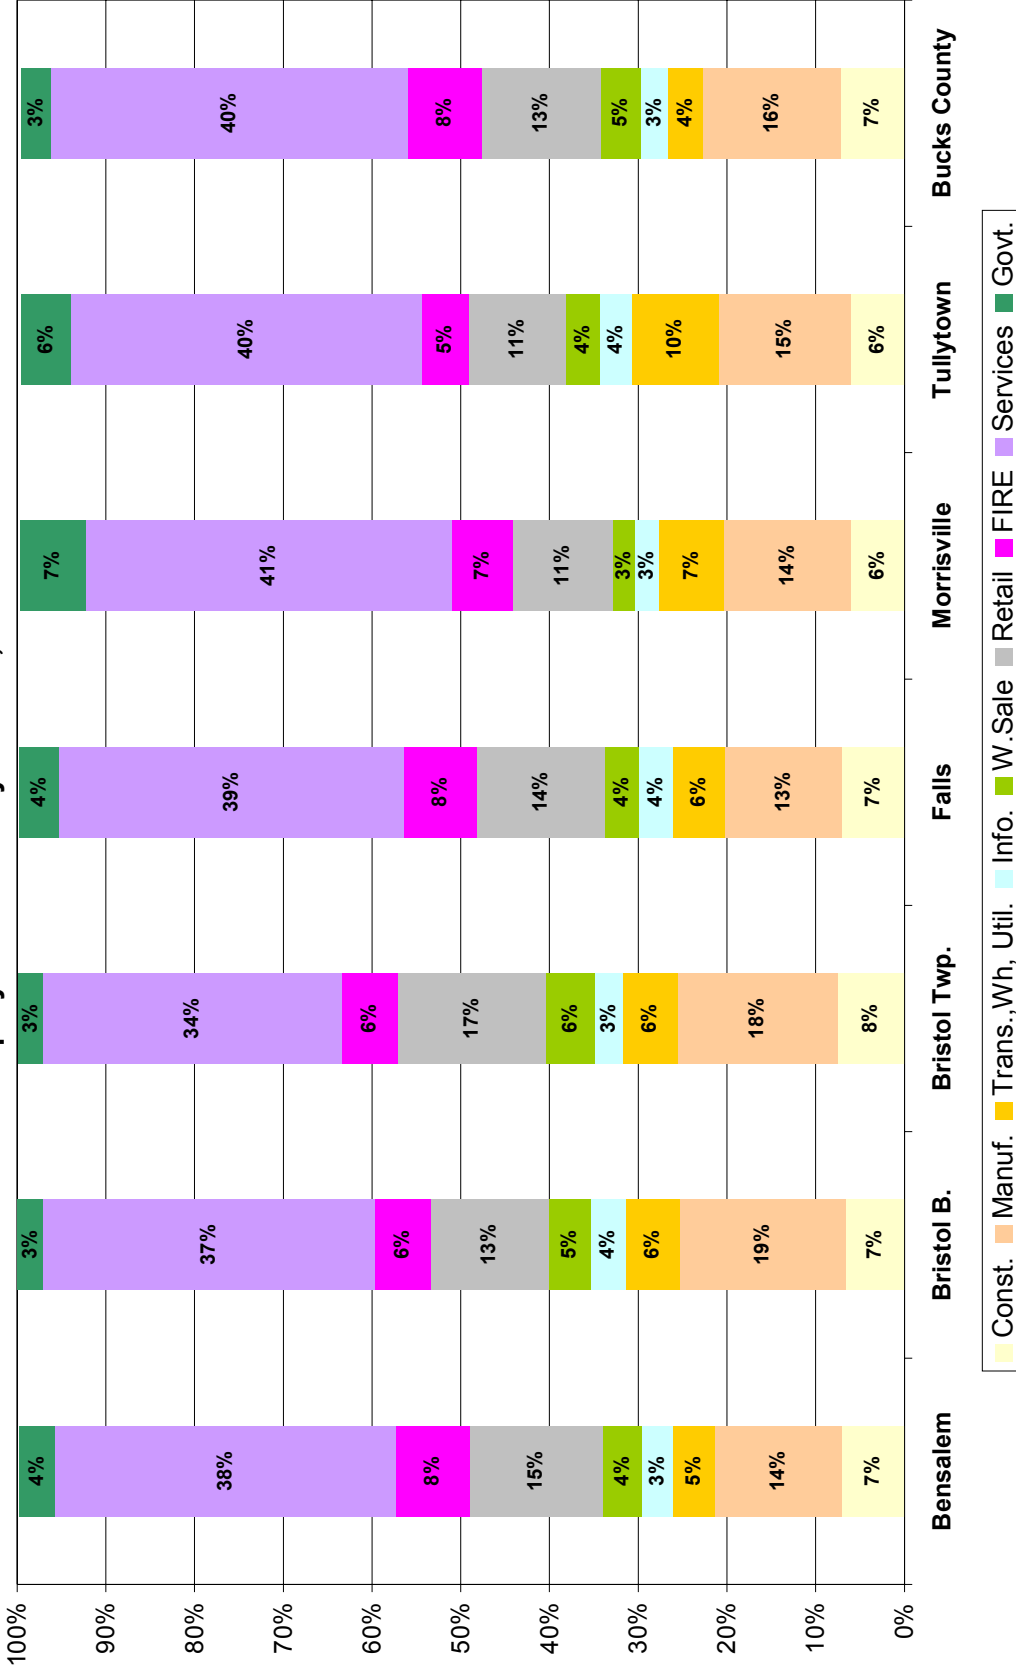 100%
90%
80%
70%
60%
50%
40%
30%
20%
10%
0%
4% 3% 3% 4% 7% 6% 3%
38% 37% 34% 39% 41% 40% 40%
8% 6% 6% 8% 7% 5% 8%
15% 13% 17% 14% 11% 11% 13%
4% 5% 6% 4% 3% 4% 5%
3% 4% 3% 4% 3% 4% 3%
5% 6% 6% 6% 7% 10% 4%
14% 19% 18% 13% 14% 15% 16%
7% 7% 8% 7% 6% 6% 7%
Bensalem Bristol B. Bristol Twp. Falls Morrisville Tullytown Bucks County
Const. Manuf. Trans.,Wh, Util. Info. W.Sale Retail FIRE Services Govt.